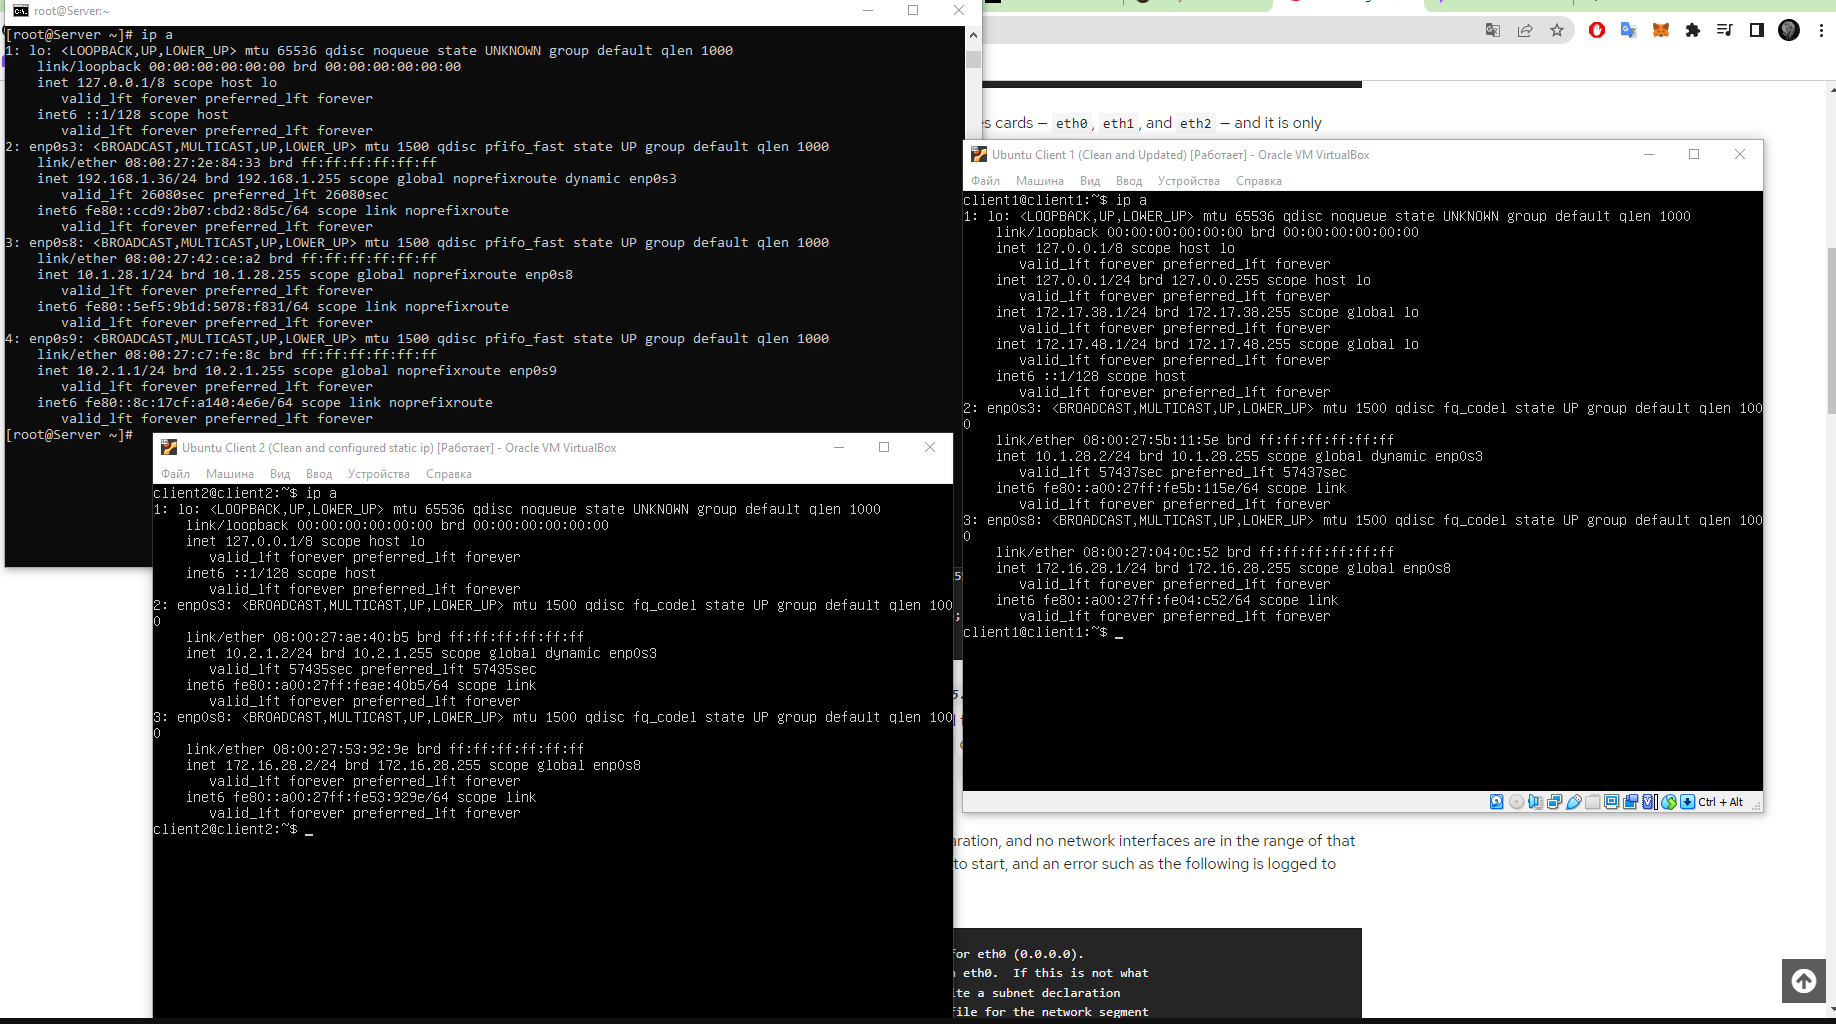 root@Server:~
[root@Server ~]# ip a
1: lo: <LOOPBACK,UP,LOWER_UP> mtu 65536 qdisc noqueue state UNKNOWN group default qlen 1000
link/loopback 00:00:00:00:00:00 brd 00:00:00:00:00:00
inet 127.0.0.1/8 scope host lo
valid_lft forever preferred_lft forever
inet6 ::1/128 scope host
valid_lft forever preferred_lft forever
2: enp0s3: <BROADCAST,MULTICAST,UP,LOWER_UP> mtu 1500 qdisc pfifo_fast state UP group default qlen 1000
link/ether 08:00:27:2e:84:33 brd ff:ff:ff:ff:ff:ff
inet 192.168.1.36/24 brd 192.168.1.255 scope global noprefixroute dynamic enp0s3
valid_lft 26080sec preferred_lft 26080sec
inet6 fe80::ccd9:2b07:cbd2:8d5c/64 scope link noprefixroute
valid_lft forever preferred_lft forever
3: enp0s8: <BROADCAST,MULTICAST,UP,LOWER_UP> mtu 1500 qdisc pfifo_fast state UP group default qlen 1000
link/ether 08:00:27:42:ce:a2 brd ff:ff:ff:ff:ff:ff
inet 10.1.28.1/24 brd 10.1.28.255 scope global noprefixroute enp0s8
valid_lft forever preferred_lft forever
inet6 fe80::5ef5:9b1d:5078:f831/64 scope link noprefixroute
valid_lft forever preferred_lft forever
4: enp0s9: <BROADCAST,MULTICAST,UP,LOWER_UP> mtu 1500 qdisc pfifo_fast state UP group default qlen 1000
link/ether 08:00:27:c7:fe:8c brd ff:ff:ff:ff:ff:ff
inet 10.2.1.1/24 brd 10.2.1.255 scope global noprefixroute enp0s9
valid_lft forever preferred_lft forever
inet6 fe80::8c:17cf:a140:4e6e/64 scope link noprefixroute
valid_lft forever preferred_lft forever
[root@Server ~]#
cards – eth0, eth1, and eth2 – and it is only
Ubuntu Client 1 (Clean and Updated) [Работает] - Oracle VM VirtualBox
Файл Машина Вид Ввод Устройства Справка
client1@client1:~$ ip a
1: lo: <LOOPBACK,UP,LOWER_UP> mtu 65536 qdisc noqueue state UNKNOWN group default qlen 1000
link/loopback 00:00:00:00:00:00 brd 00:00:00:00:00:00
inet 127.0.0.1/8 scope host lo
valid_lft forever preferred_lft forever
inet 127.0.0.1/24 brd 127.0.0.255 scope host lo
valid_lft forever preferred_lft forever
inet 172.17.38.1/24 brd 172.17.38.255 scope global lo
valid_lft forever preferred_lft forever
inet 172.17.48.1/24 brd 172.17.48.255 scope global lo
valid_lft forever preferred_lft forever
inet6 ::1/128 scope host
valid_lft forever preferred_lft forever
2: enp0s3: <BROADCAST,MULTICAST,UP,LOWER_UP> mtu 1500 qdisc fq_codel state UP group default qlen 100
0
link/ether 08:00:27:5b:11:5e brd ff:ff:ff:ff:ff:ff
inet 10.1.28.2/24 brd 10.1.28.255 scope global dynamic enp0s3
valid_lft 57437sec preferred_lft 57437sec
inet6 fe80::a00:27ff:fe5b:115e/64 scope link
valid_lft forever preferred_lft forever
3: enp0s8: <BROADCAST,MULTICAST,UP,LOWER_UP> mtu 1500 qdisc fq_codel state UP group default qlen 100
0
link/ether 08:00:27:04:0c:52 brd ff:ff:ff:ff:ff:ff
inet 172.16.28.1/24 brd 172.16.28.255 scope global enp0s8
valid_lft forever preferred_lft forever
inet6 fe80::a00:27ff:fe04:c52/64 scope link
valid_lft forever preferred_lft forever
client1@client1:~$ _
Ctrl + Alt
Ubuntu Client 2 (Clean and configured static ip) [Работает] - Oracle VM VirtualBox
Файл Машина Вид Ввод Устройства Справка
client2@client2:~$ ip a
1: lo: <LOOPBACK,UP,LOWER_UP> mtu 65536 qdisc noqueue state UNKNOWN group default qlen 1000
link/loopback 00:00:00:00:00:00 brd 00:00:00:00:00:00
inet 127.0.0.1/8 scope host lo
valid_lft forever preferred_lft forever
inet6 ::1/128 scope host
valid_lft forever preferred_lft forever
2: enp0s3: <BROADCAST,MULTICAST,UP,LOWER_UP> mtu 1500 qdisc fq_codel state UP group default qlen 100
0
link/ether 08:00:27:ae:40:b5 brd ff:ff:ff:ff:ff:ff
inet 10.2.1.2/24 brd 10.2.1.255 scope global dynamic enp0s3
valid_lft 57435sec preferred_lft 57435sec
inet6 fe80::a00:27ff:feae:40b5/64 scope link
valid_lft forever preferred_lft forever
3: enp0s8: <BROADCAST,MULTICAST,UP,LOWER_UP> mtu 1500 qdisc fq_codel state UP group default qlen 100
0
link/ether 08:00:27:53:92:9e brd ff:ff:ff:ff:ff:ff
inet 172.16.28.2/24 brd 172.16.28.255 scope global enp0s8
valid_lft forever preferred_lft forever
inet6 fe80::a00:27ff:fe53:929e/64 scope link
valid_lft forever preferred_lft forever
client2@client2:~$ _
aration, and no network interfaces are in the range of that
to start, and an error such as the following is logged to
for eth0 (0.0.0.0).
eth0. If this is not what
ite a subnet declaration
file for the network segment